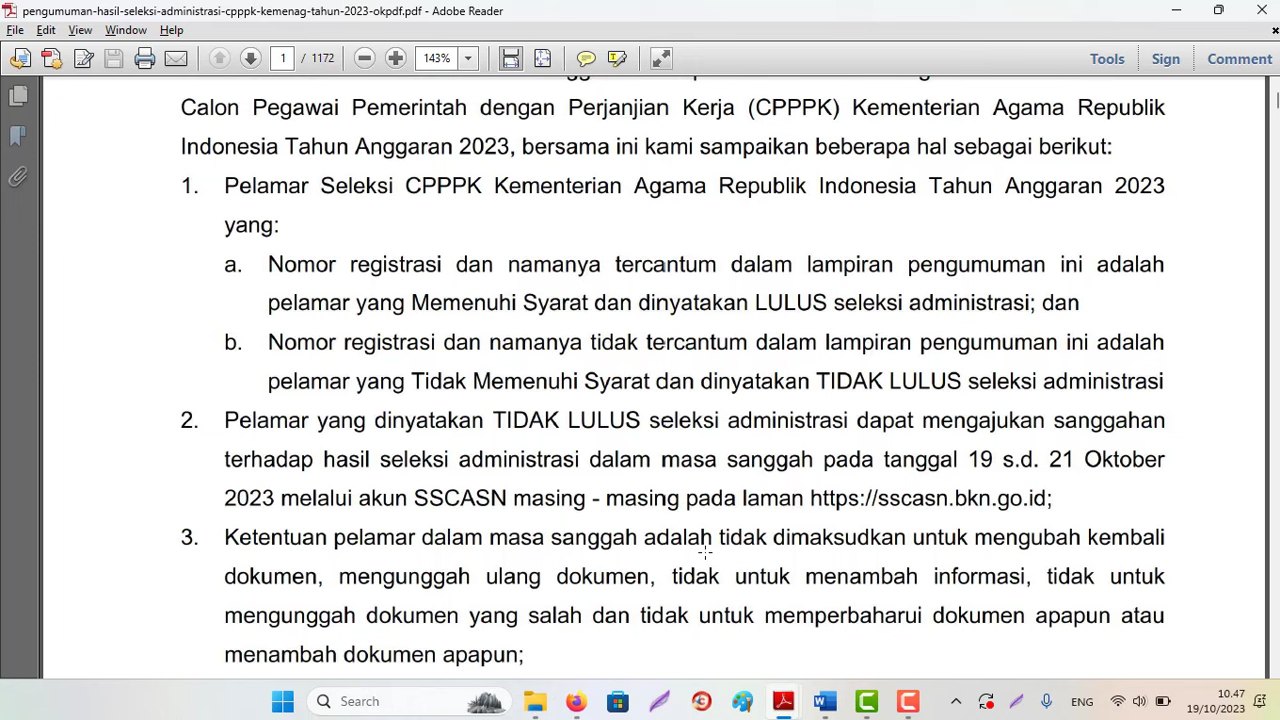 pengumuman-hasil-seleksi-administrasi-cpppk-kemenag-tahun-2023-okpdf.pdf - Adobe Reader
File Edit View Window Help
1 / 1172 143% Tools Sign Comment
Calon Pegawai Pemerintah dengan Perjanjian Kerja (CPPPK) Kementerian Agama Republik
Indonesia Tahun Anggaran 2023, bersama ini kami sampaikan beberapa hal sebagai berikut:
1. Pelamar Seleksi CPPPK Kementerian Agama Republik Indonesia Tahun Anggaran 2023
yang:
a. Nomor registrasi dan namanya tercantum dalam lampiran pengumuman ini adalah
pelamar yang Memenuhi Syarat dan dinyatakan LULUS seleksi administrasi; dan
b. Nomor registrasi dan namanya tidak tercantum dalam lampiran pengumuman ini adalah
pelamar yang Tidak Memenuhi Syarat dan dinyatakan TIDAK LULUS seleksi administrasi
2. Pelamar yang dinyatakan TIDAK LULUS seleksi administrasi dapat mengajukan sanggahan
terhadap hasil seleksi administrasi dalam masa sanggah pada tanggal 19 s.d. 21 Oktober
2023 melalui akun SSCASN masing - masing pada laman https://sscasn.bkn.go.id;
3. Ketentuan pelamar dalam masa sanggah adalah tidak dimaksudkan untuk mengubah kembali
dokumen, mengunggah ulang dokumen, tidak untuk menambah informasi, tidak untuk
mengunggah dokumen yang salah dan tidak untuk memperbaharui dokumen apapun atau
menambah dokumen apapun;
Search ENG 10.47
19/10/2023